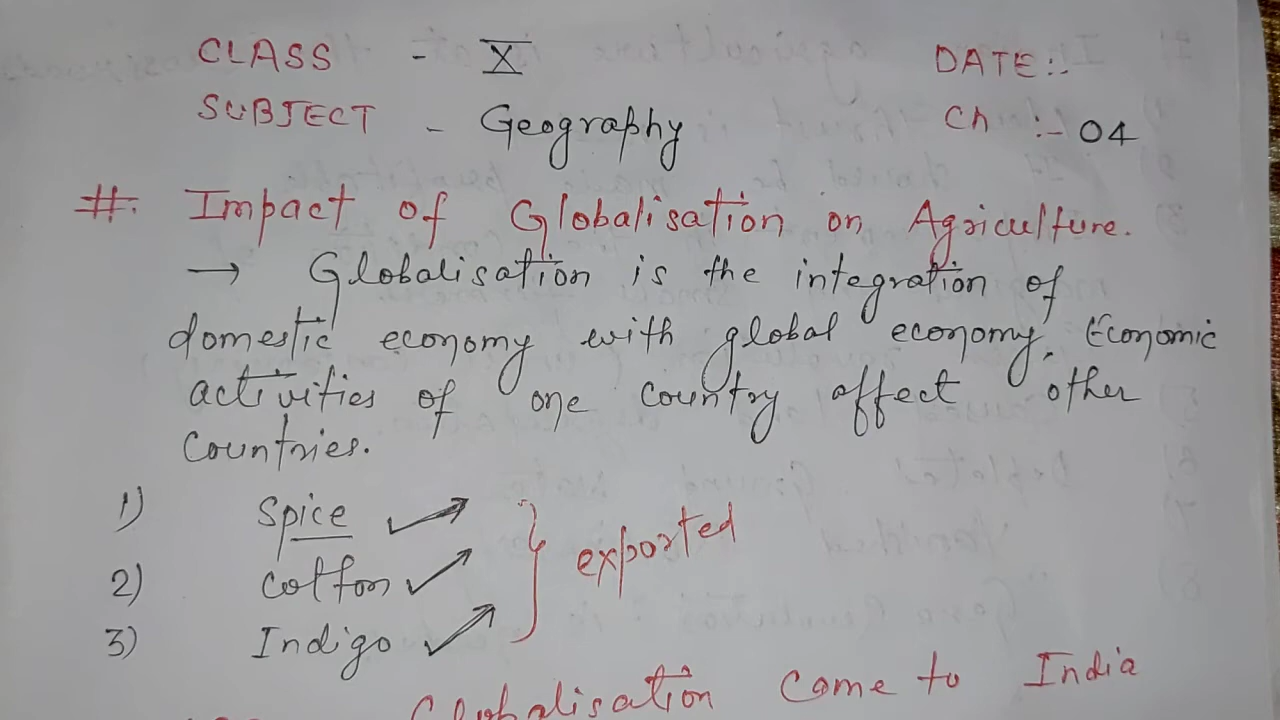 CLASS - X DATE:-
SUBJECT - Geography Ch :- 04
#. Impact of Globalisation on Agriculture.
→ Globalisation is the integration of
domestic economy with global economy. Economic
activities of one country affect other
Countries.
1) Spice
2) Cotton } exported
3) Indigo
Globalisation Come to India